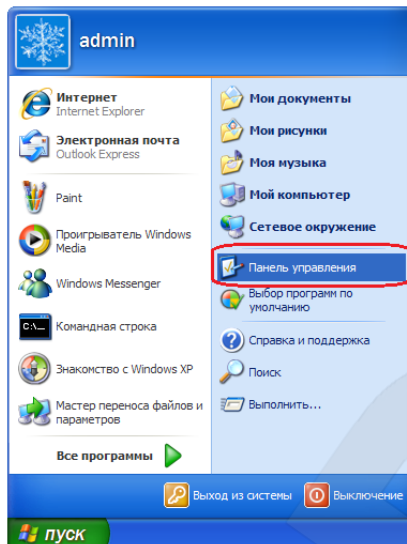 admin
Интернет
Internet Explorer
Электронная почта
Outlook Express
Paint
Проигрыватель Windows
Media
Windows Messenger
Командная строка
Знакомство с Windows XP
Мастер переноса файлов и
параметров
Все программы
Мои документы
Мои рисунки
Моя музыка
Мой компьютер
Сетевое окружение
Панель управления
Выбор программ по
умолчанию
Справка и поддержка
Поиск
Выполнить...
Выход из системы
Выключение
пуск